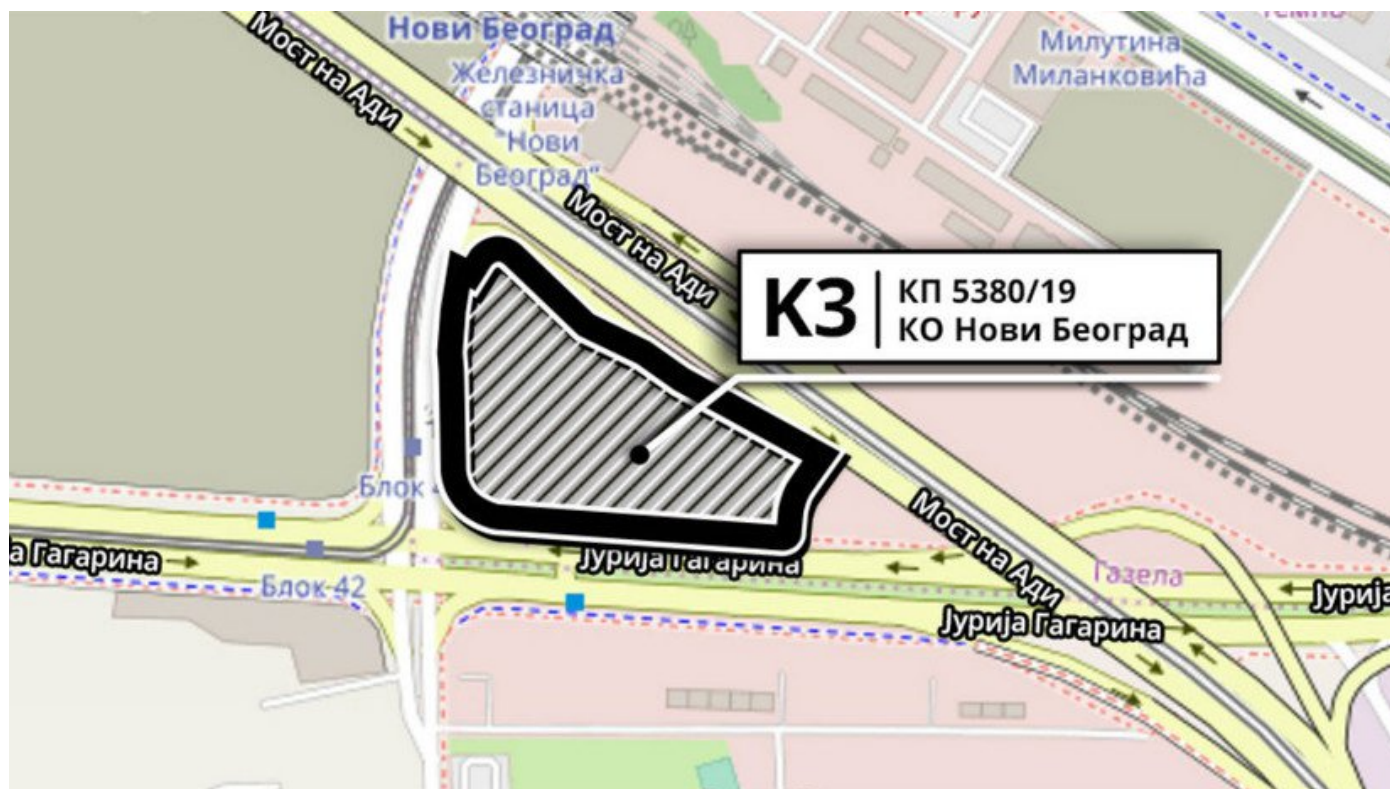 Нови Београд
Железничка
станица
"Нови
Београд"
Милутина
Миланковића
Мост на Ади
Мост на Ади
K3
КП 5380/19
КО Нови Београд
Блок
Мост на Ади
а Гагарина
Јурија Гагарина
Газела
Јурија
Блок 42
Јурија Гагарина